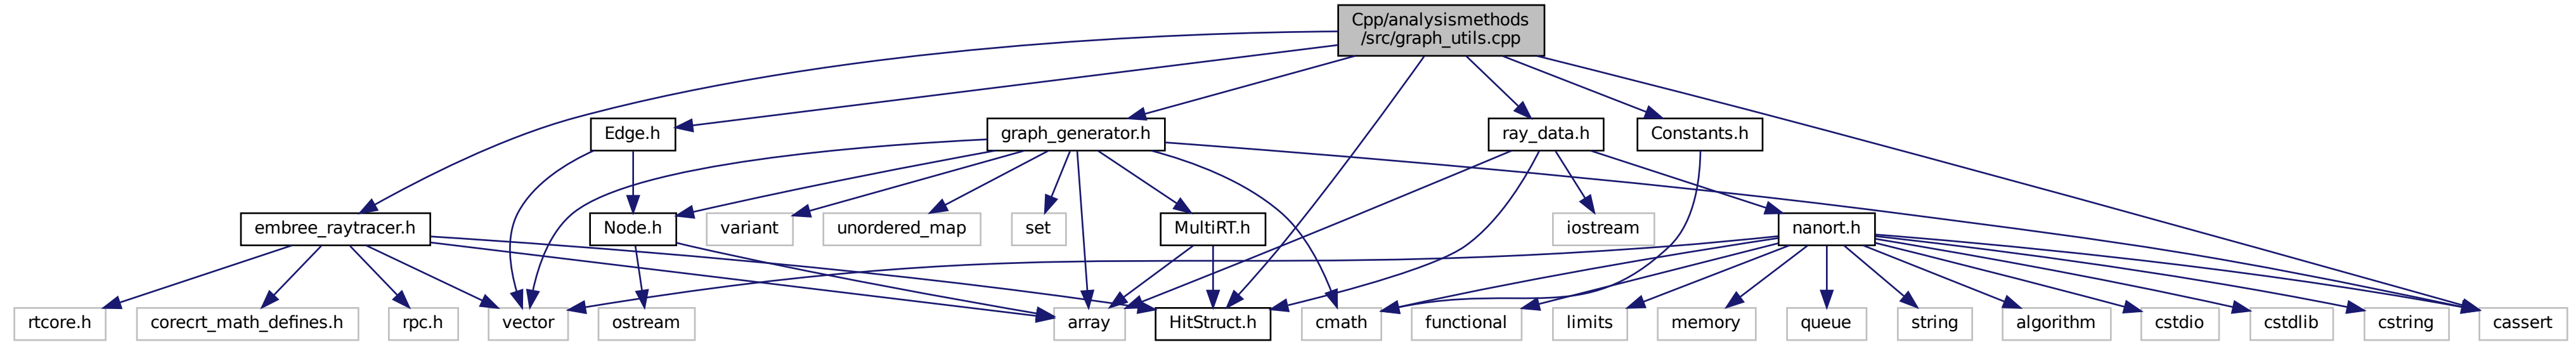 Cpp/analysismethods
/src/graph_utils.cpp
Edge.h
graph_generator.h
ray_data.h
Constants.h
embree_raytracer.h
Node.h
variant
unordered_map
set
MultiRT.h
iostream
nanort.h
rtcore.h
corecrt_math_defines.h
rpc.h
vector
ostream
array
HitStruct.h
cmath
functional
limits
memory
queue
string
algorithm
cstdio
cstdlib
cstring
cassert